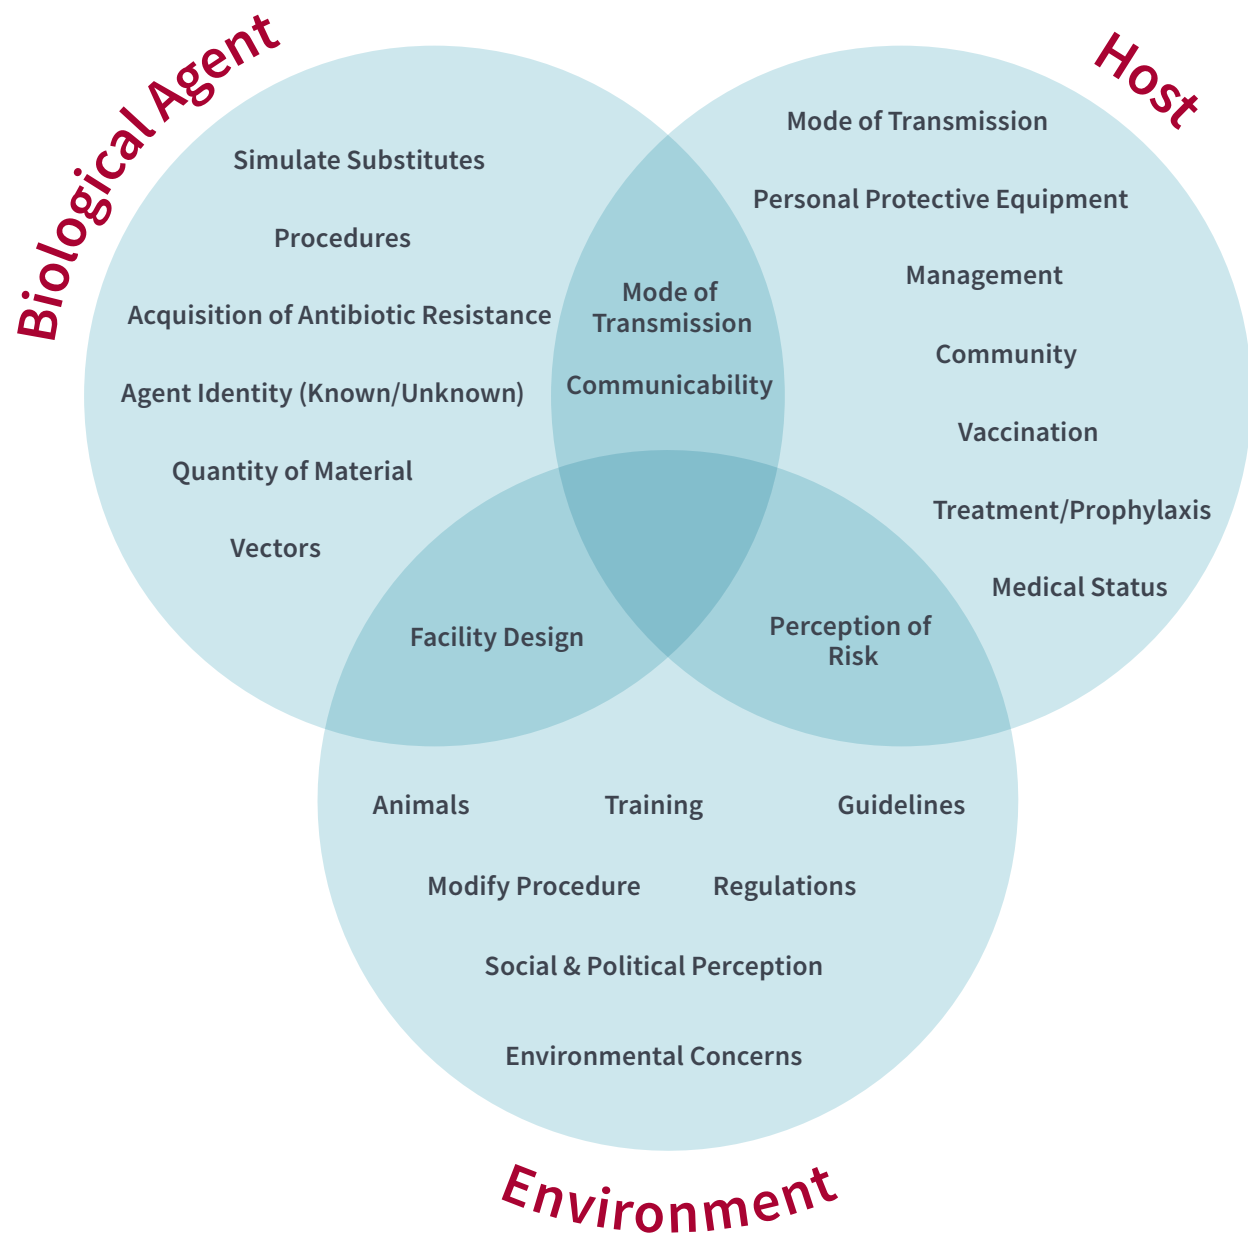 Biological Agent
Host
Simulate Substitutes
Procedures
Acquisition of Antibiotic Resistance
Agent Identity (Known/Unknown)
Quantity of Material
Vectors
Mode of
Transmission
Communicability
Mode of Transmission
Personal Protective Equipment
Management
Community
Vaccination
Treatment/Prophylaxis
Medical Status
Facility Design
Perception of
Risk
Animals
Training
Guidelines
Modify Procedure
Regulations
Social & Political Perception
Environmental Concerns
Environment